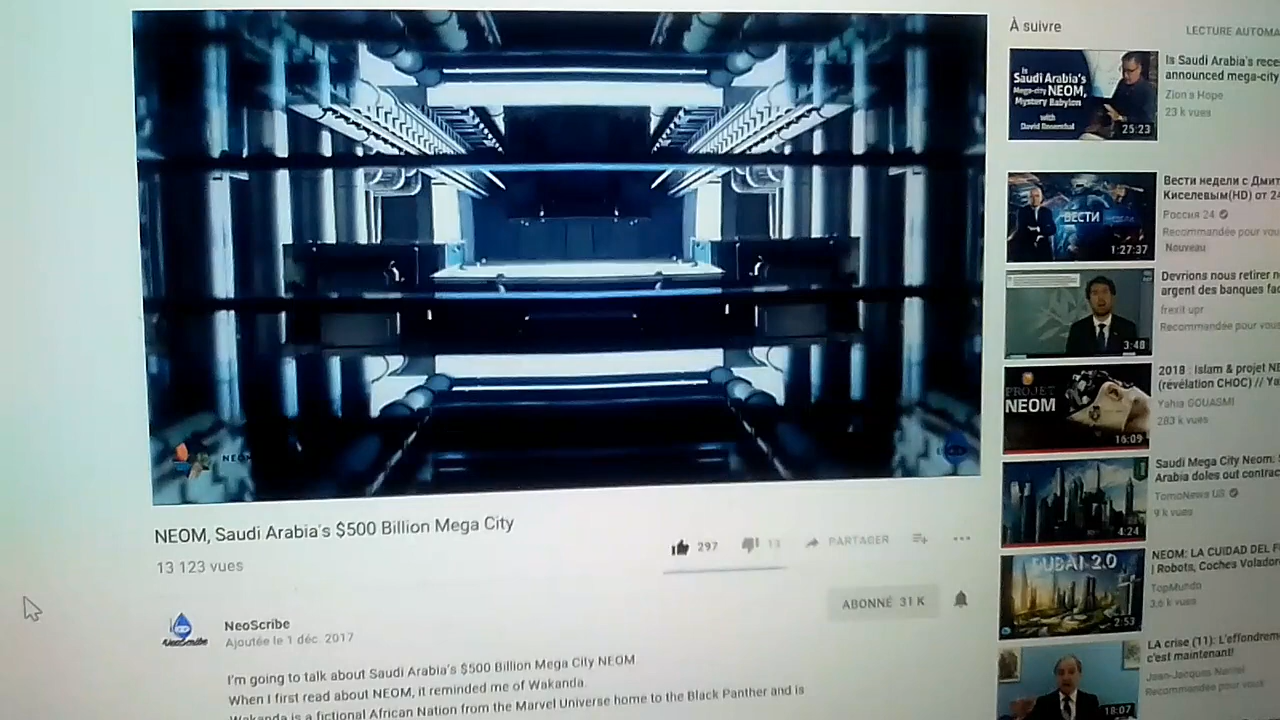 NEOM
NEOM, Saudi Arabia's $500 Billion Mega City
13 123 vues
297
13
PARTAGER
NeoScribe
NeoScribe
Ajoutée le 1 déc. 2017
ABONNÉ 31 K
I'm going to talk about Saudi Arabia's $500 Billion Mega City NEOM
When I first read about NEOM, it reminded me of Wakanda.
Wakanda is a fictional African Nation from the Marvel Universe home to the Black Panther and is
À suivre
LECTURE AUTOMA
Is
Saudi Arabia's
Mega-city NEOM,
Mystery Babylon
with
David Rosenthal
25:23
Is Saudi Arabia's rece
announced mega-city
Zion's Hope
23 k vues
ВЕСТИ НЕДЕЛИ
1:27:37
Вести недели с Дмит
Киселевым(HD) от 24
Россия 24
Recommandée pour vous
Nouveau
3:48
Devrions nous retirer n
argent des banques fac
frexit upr
Recommandée pour vous
PROJET
NEOM
16:09
2018 : Islam & projet NE
(révélation CHOC) // Ya
Yahia GOUASMI
283 k vues
4:24
Saudi Mega City Neom: S
Arabia doles out contrac
TomoNews US
9 k vues
DUBAI 2.0
2:53
NEOM: LA CUIDAD DEL F
| Robots, Coches Volador
TopMundo
3,6 k vues
18:07
LA crise (11): L'effondrem
c'est maintenant!
Jean-Jacques
Recommandée pour vous